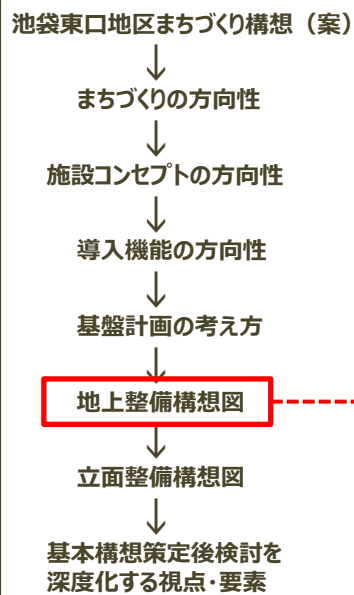 池袋東口地区まちづくり構想（案）
まちづくりの方向性
施設コンセプトの方向性
導入機能の方向性
基盤計画の考え方
地上整備構想図
立面整備構想図
基本構想策定後検討を
深度化する視点･要素